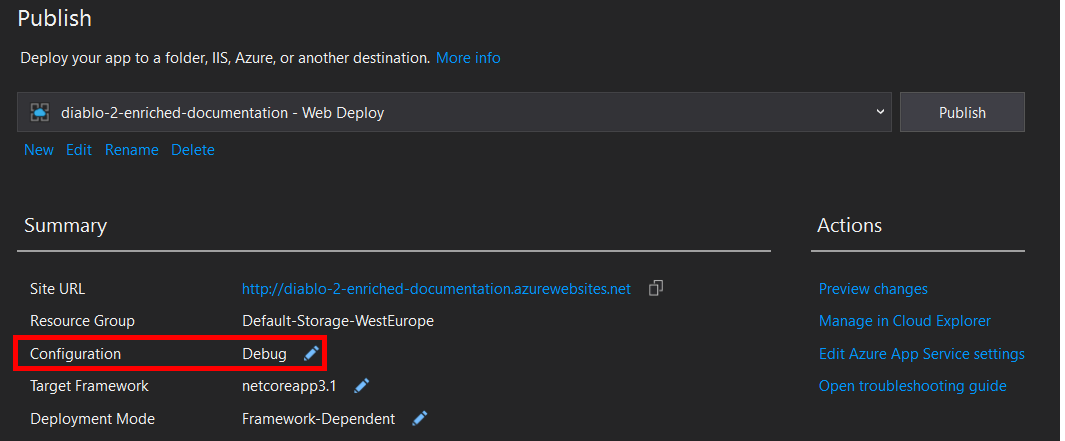 Publish
Deploy your app to a folder, IIS, Azure, or another destination. More info
diablo-2-enriched-documentation - Web Deploy
Publish
New Edit Rename Delete
Summary
Actions
Site URL http://diablo-2-enriched-documentation.azurewebsites.net
Preview changes
Resource Group Default-Storage-WestEurope
Manage in Cloud Explorer
Configuration Debug
Edit Azure App Service settings
Target Framework netcoreapp3.1
Open troubleshooting guide
Deployment Mode Framework-Dependent